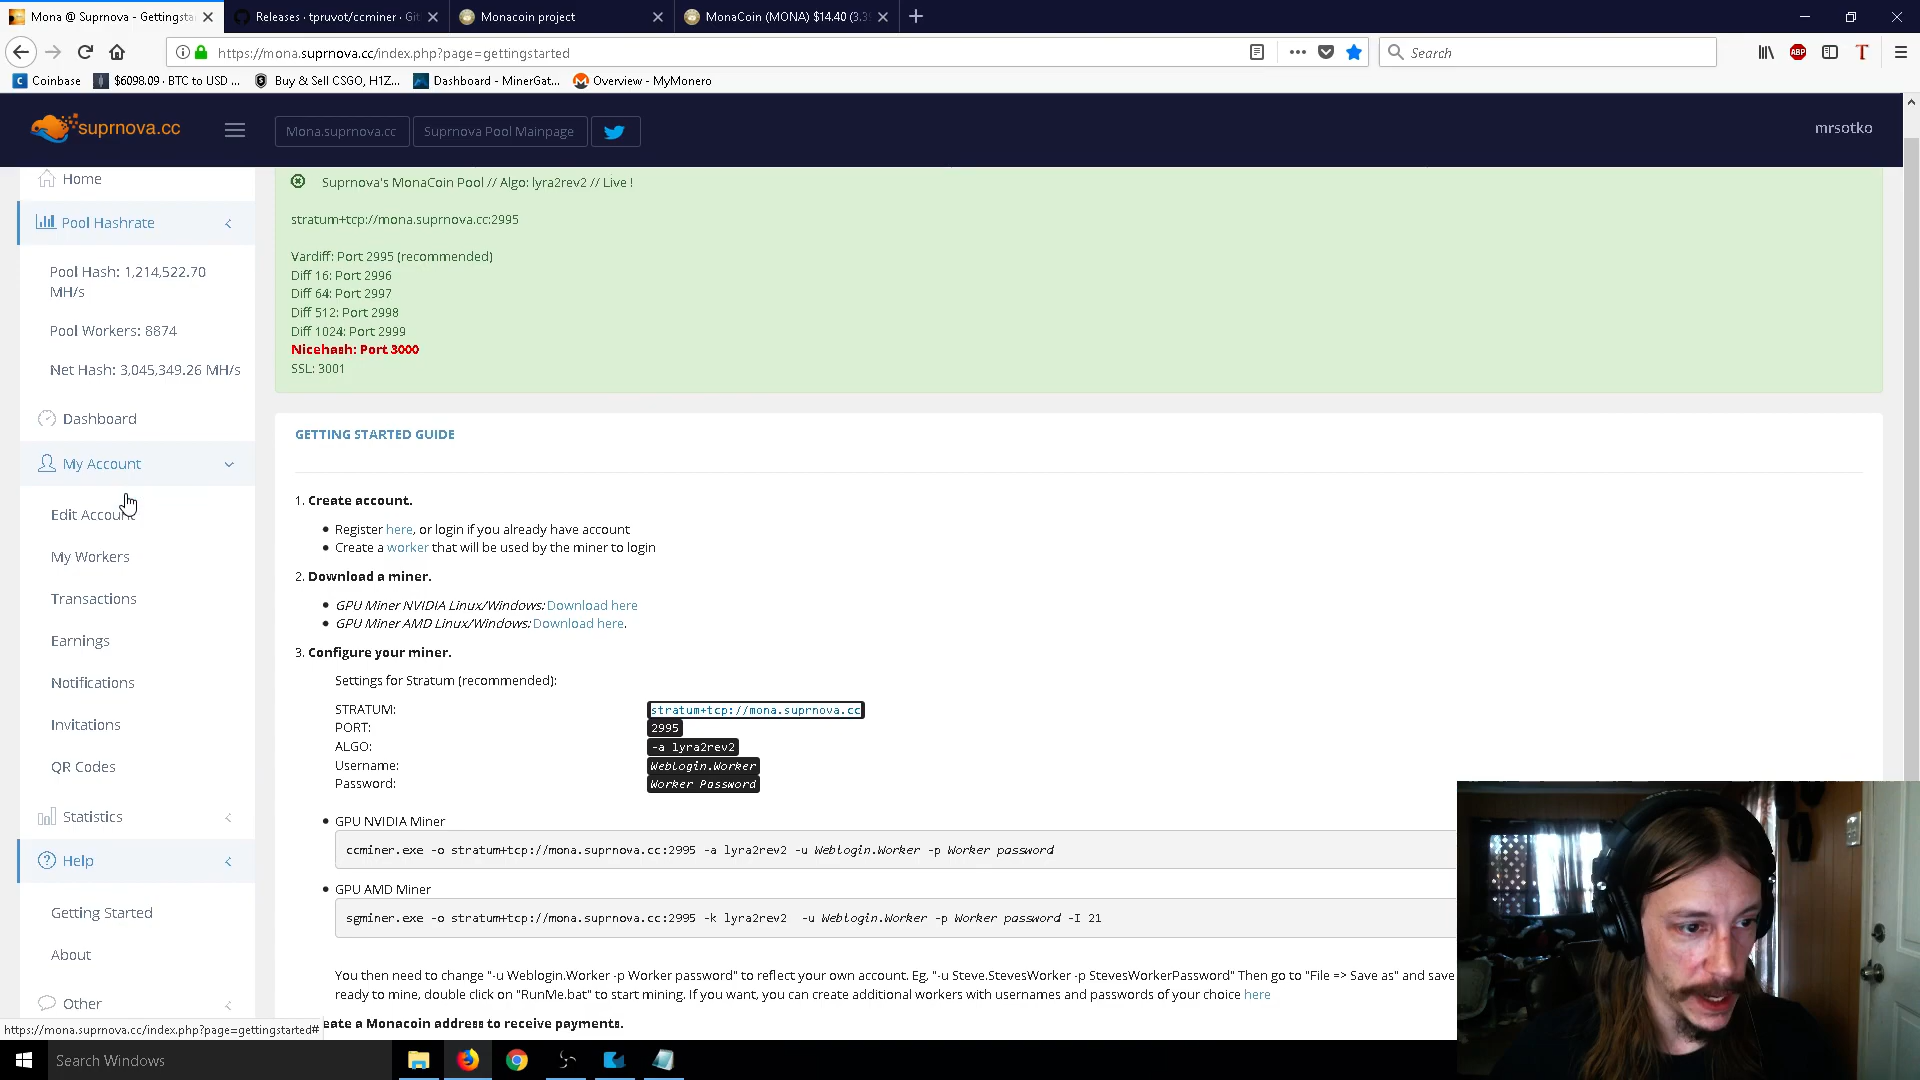 Mona @ Suprnova - Gettingsta
Releases · tpruvot/ccminer · Git
Monacoin project
MonaCoin (MONA) $14.40 (3.3
https://mona.suprnova.cc/index.php?page=gettingstarted
Search
ABP
T
Coinbase
$6098.09 · BTC to USD ...
Buy & Sell CSGO, H1Z...
Dashboard - MinerGat...
Overview - MyMonero
suprnova.cc
Mona.suprnova.cc
Suprnova Pool Mainpage
mrsotko
Home
Pool Hashrate
Pool Hash: 1,214,522.70
MH/s
Pool Workers: 8874
Net Hash: 3,045,349.26 MH/s
Dashboard
My Account
Edit Account
My Workers
Transactions
Earnings
Notifications
Invitations
QR Codes
Statistics
Help
Getting Started
About
Other
Suprnova's MonaCoin Pool // Algo: lyra2rev2 // Live !
stratum+tcp://mona.suprnova.cc:2995
Vardiff: Port 2995 (recommended)
Diff 16: Port 2996
Diff 64: Port 2997
Diff 512: Port 2998
Diff 1024: Port 2999
Nicehash: Port 3000
SSL: 3001
GETTING STARTED GUIDE
1. Create account.
• Register here, or login if you already have account
• Create a worker that will be used by the miner to login
2. Download a miner.
• GPU Miner NVIDIA Linux/Windows: Download here
• GPU Miner AMD Linux/Windows: Download here.
3. Configure your miner.
Settings for Stratum (recommended):
STRATUM: stratum+tcp://mona.suprnova.cc
PORT: 2995
ALGO: -a lyra2rev2
Username: Weblogin.Worker
Password: Worker Password
• GPU NVIDIA Miner
ccminer.exe -o stratum+tcp://mona.suprnova.cc:2995 -a lyra2rev2 -u Weblogin.Worker -p Worker password
• GPU AMD Miner
sgminer.exe -o stratum+tcp://mona.suprnova.cc:2995 -k lyra2rev2 -u Weblogin.Worker -p Worker password -I 21
You then need to change "-u Weblogin.Worker -p Worker password" to reflect your own account. Eg. "-u Steve.StevesWorker -p StevesWorkerPassword" Then go to "File => Save as" and save
ready to mine, double click on "RunMe.bat" to start mining. If you want, you can create additional workers with usernames and passwords of your choice here
eate a Monacoin address to receive payments.
https://mona.suprnova.cc/index.php?page=gettingstarted#
Search Windows